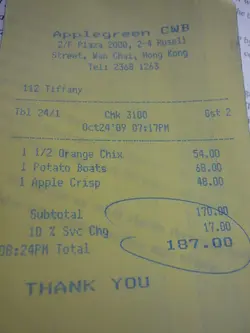 Applegreen CWB
2/F Plaza 2000, 2-4 Russell
Street, Wan Chai, Hong Kong
Tel: 2368 1263
112 Tiffany
Tbl 24/1 Chk 3100 Gst 2
Oct24'09 07:17PM
1 1/2 Orange Chix 54.00
1 Potato Boats 68.00
1 Apple Crisp 48.00
Subtotal 170.00
10 % Svc Chg 17.00
08:24PM Total 187.00
THANK YOU